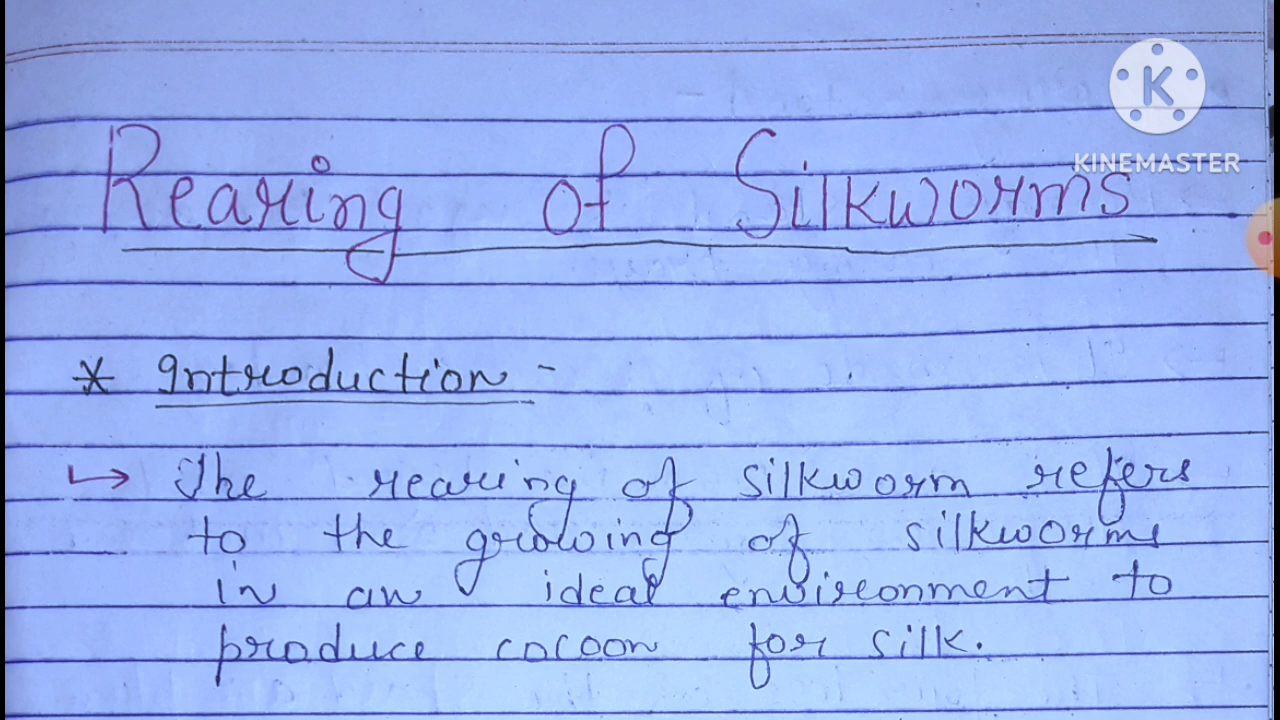 KINEMASTER
Rearing of Silkworms
* Introduction -
↳ The rearing of silkworm refers
to the growing of silkworms
in an ideal environment to
produce cocoon for silk.